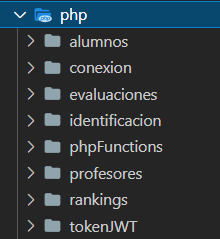 php
alumnos
conexion
evaluaciones
identificacion
phpFunctions
profesores
rankings
tokenJWT